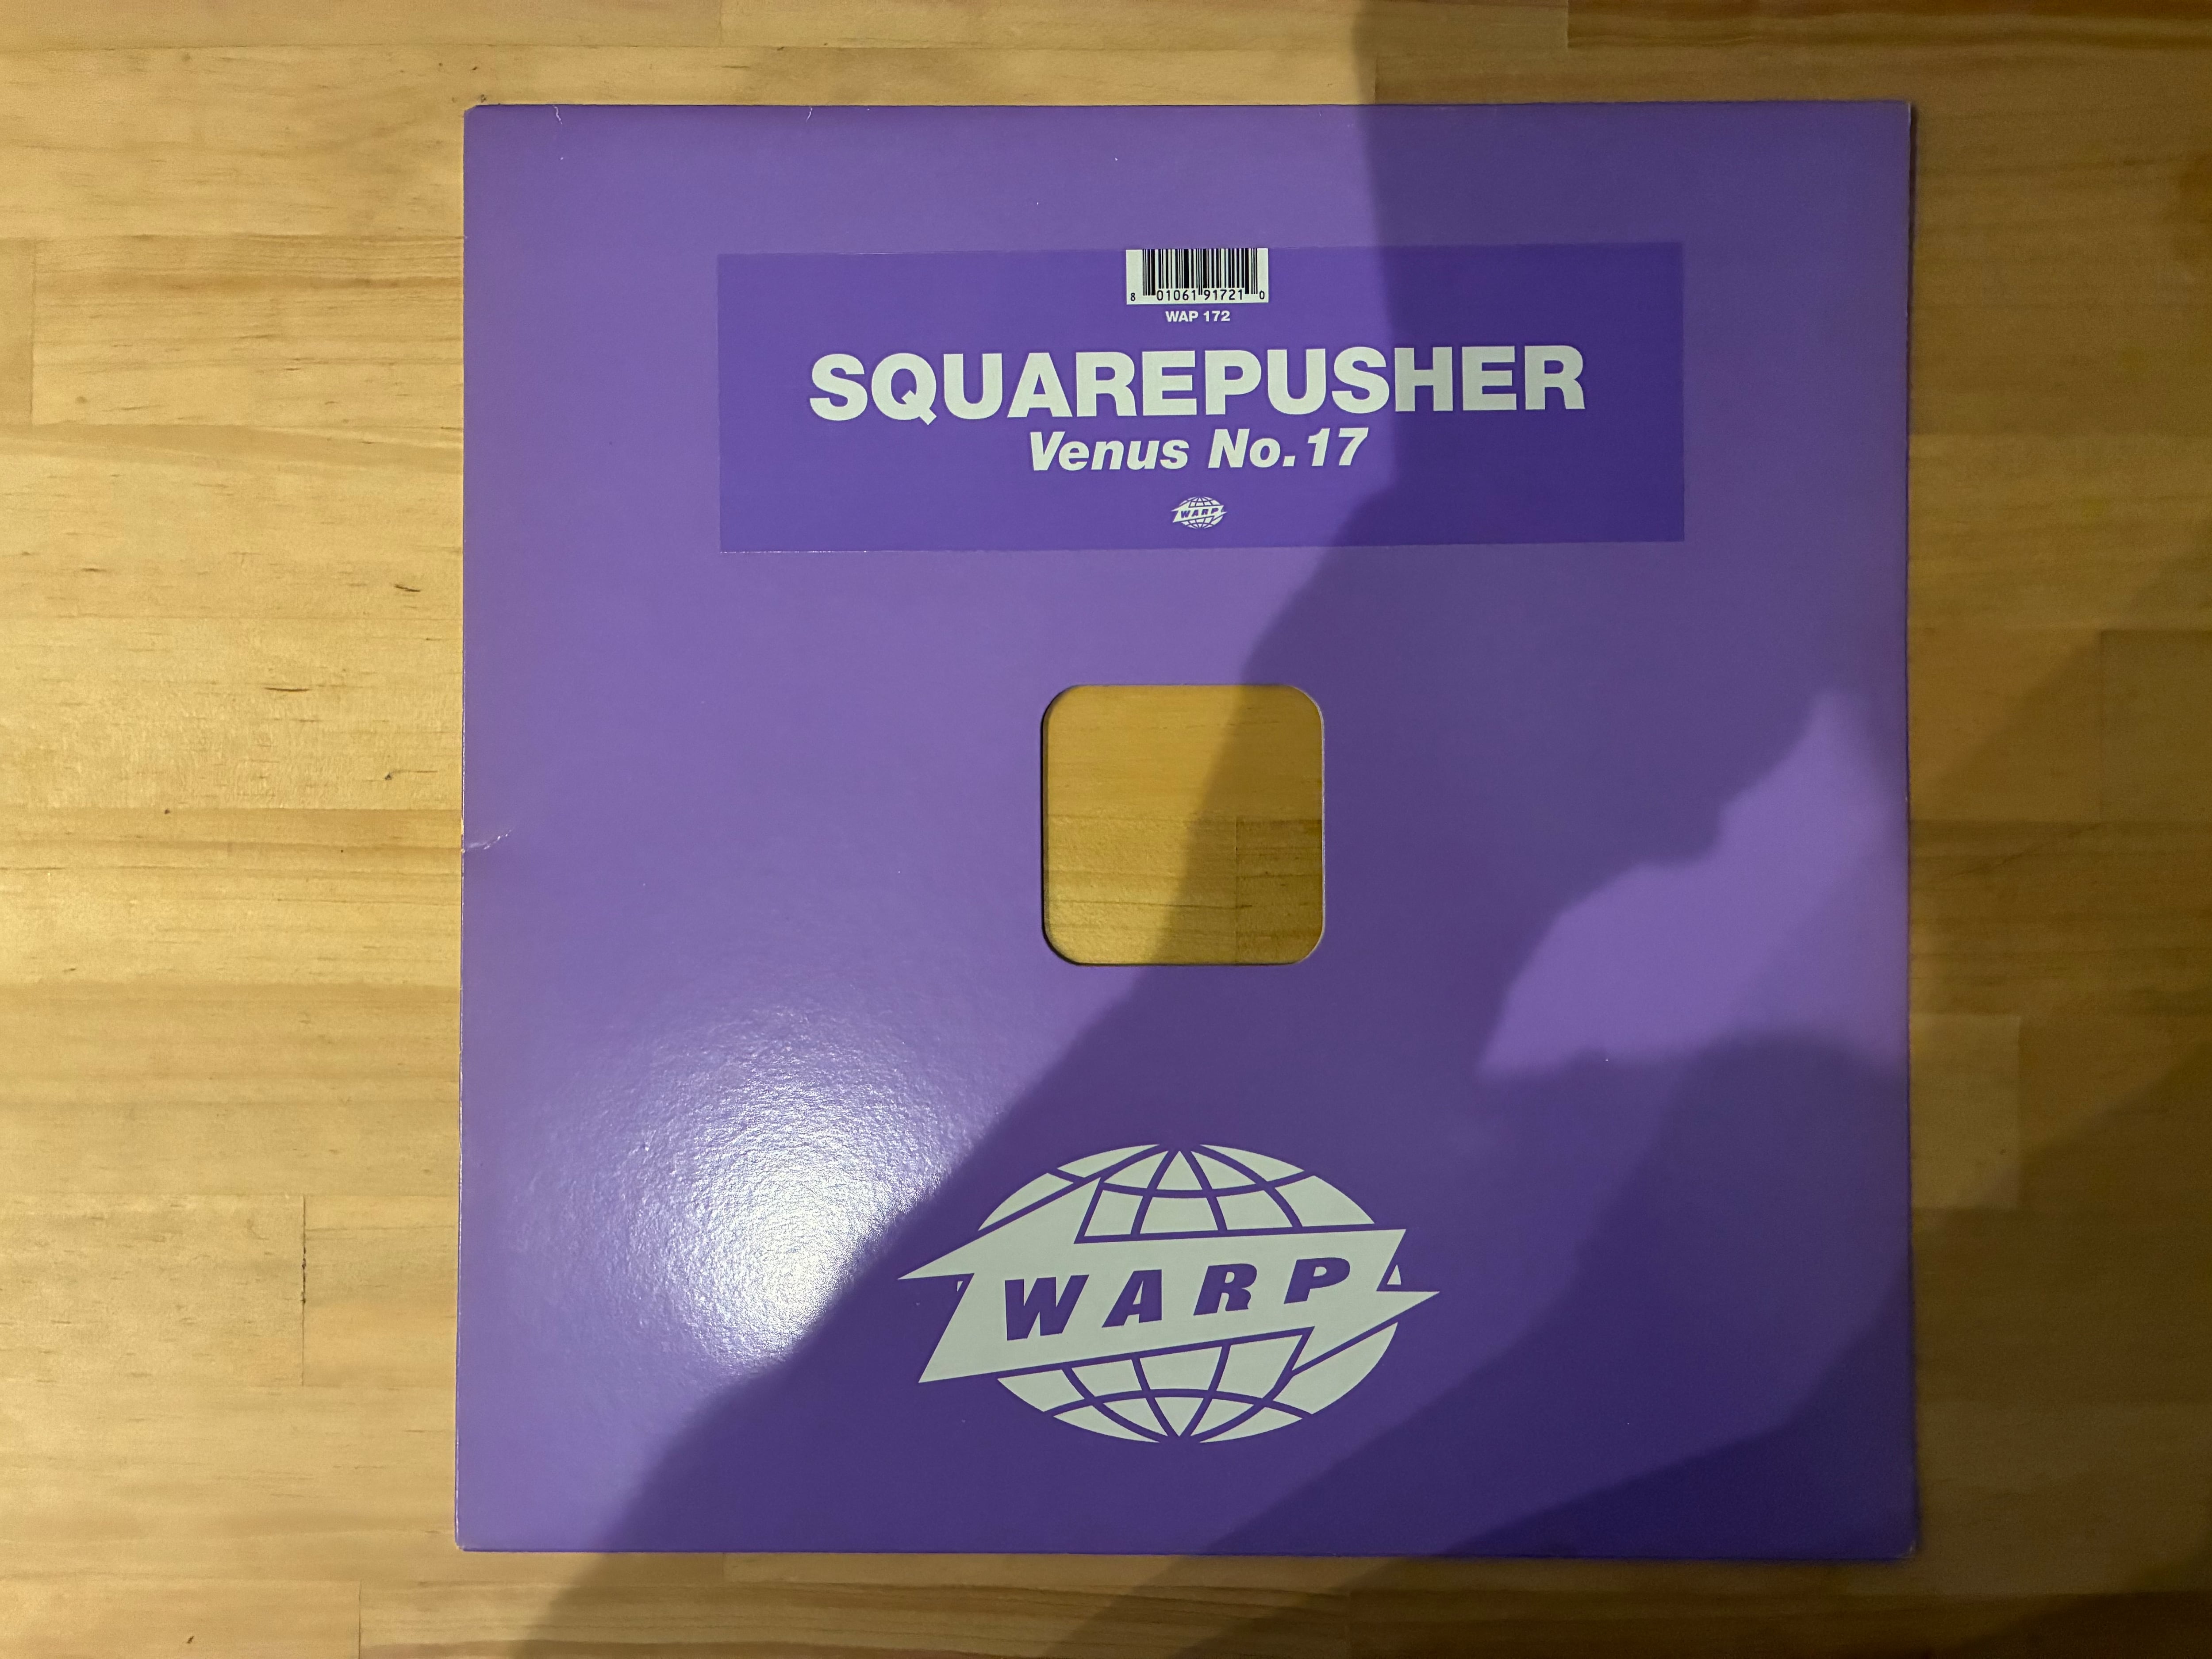 8 01061 91721 0
WAP 172
SQUAREPUSHER
Venus No.17
WARP
WARP